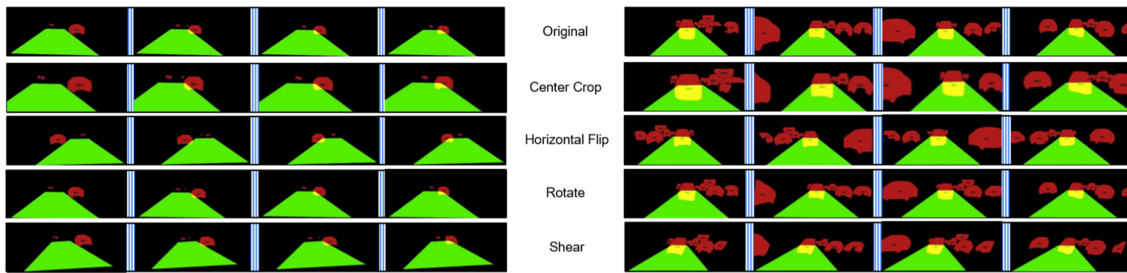 Original
Center Crop
Horizontal Flip
Rotate
Shear